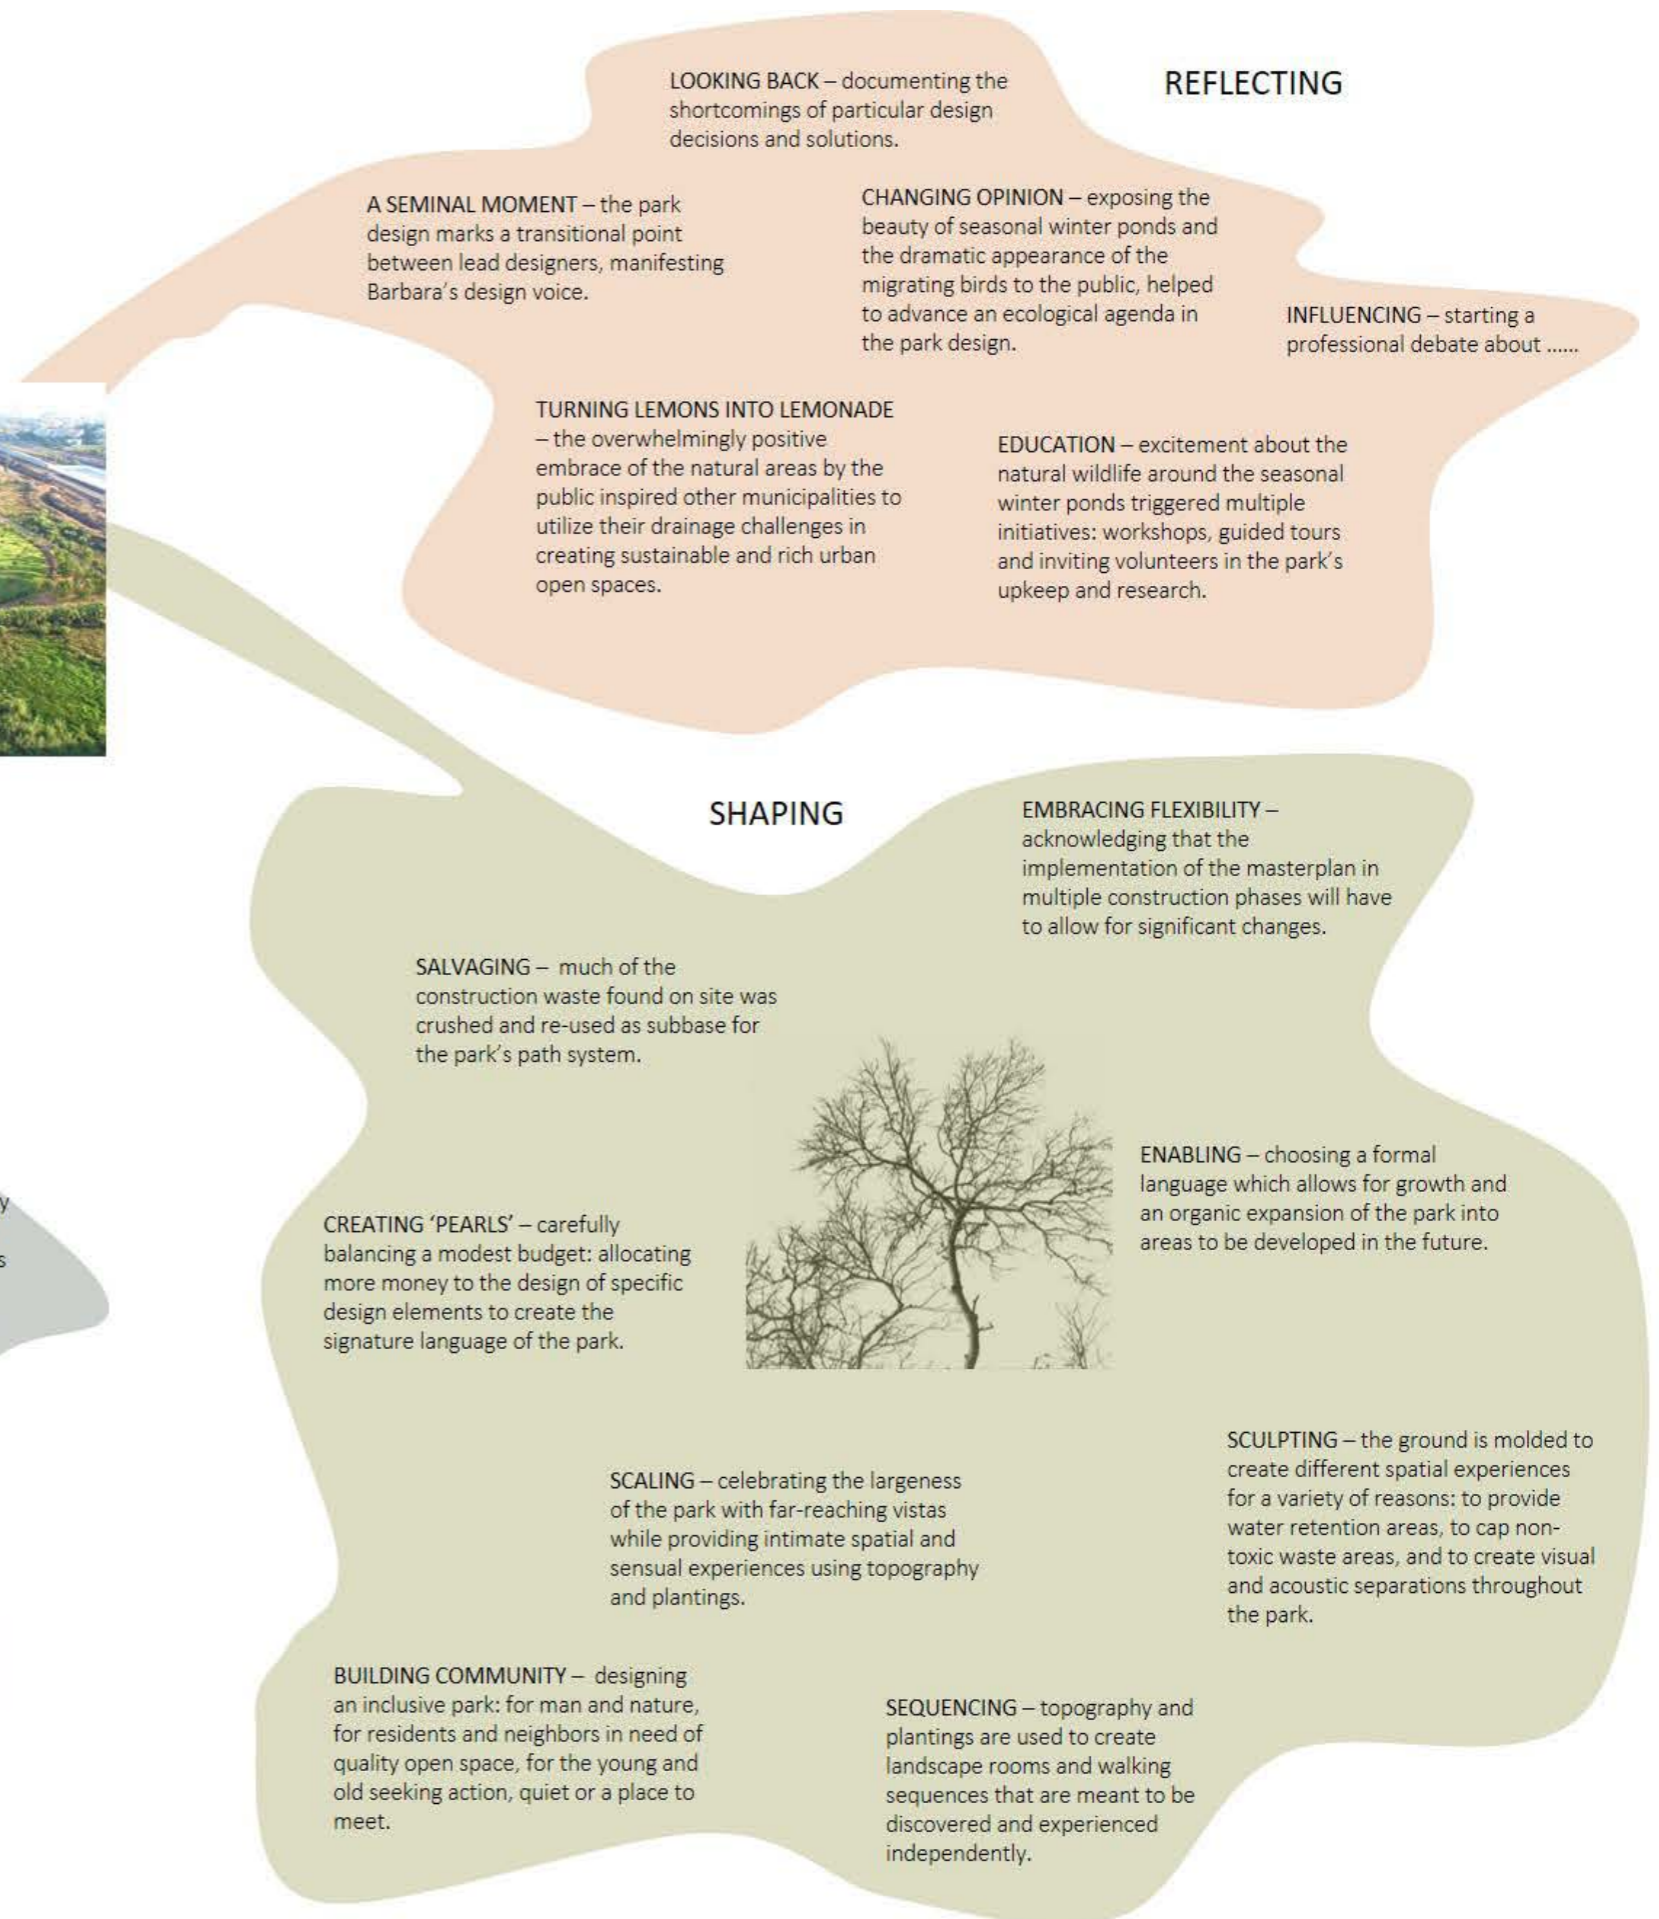 REFLECTING
LOOKING BACK – documenting the
shortcomings of particular design
decisions and solutions.
A SEMINAL MOMENT – the park
design marks a transitional point
between lead designers, manifesting
Barbara's design voice.
CHANGING OPINION – exposing the
beauty of seasonal winter ponds and
the dramatic appearance of the
migrating birds to the public, helped
to advance an ecological agenda in
the park design.
INFLUENCING – starting a
professional debate about ......
TURNING LEMONS INTO LEMONADE
– the overwhelmingly positive
embrace of the natural areas by the
public inspired other municipalities to
utilize their drainage challenges in
creating sustainable and rich urban
open spaces.
EDUCATION – excitement about the
natural wildlife around the seasonal
winter ponds triggered multiple
initiatives: workshops, guided tours
and inviting volunteers in the park's
upkeep and research.
SHAPING
EMBRACING FLEXIBILITY –
acknowledging that the
implementation of the masterplan in
multiple construction phases will have
to allow for significant changes.
SALVAGING – much of the
construction waste found on site was
crushed and re-used as subbase for
the park's path system.
ENABLING – choosing a formal
language which allows for growth and
an organic expansion of the park into
areas to be developed in the future.
y
s
CREATING 'PEARLS' – carefully
balancing a modest budget: allocating
more money to the design of specific
design elements to create the
signature language of the park.
SCULPTING – the ground is molded to
create different spatial experiences
for a variety of reasons: to provide
water retention areas, to cap non-
toxic waste areas, and to create visual
and acoustic separations throughout
the park.
SCALING – celebrating the largeness
of the park with far-reaching vistas
while providing intimate spatial and
sensual experiences using topography
and plantings.
BUILDING COMMUNITY – designing
an inclusive park: for man and nature,
for residents and neighbors in need of
quality open space, for the young and
old seeking action, quiet or a place to
meet.
SEQUENCING – topography and
plantings are used to create
landscape rooms and walking
sequences that are meant to be
discovered and experienced
independently.